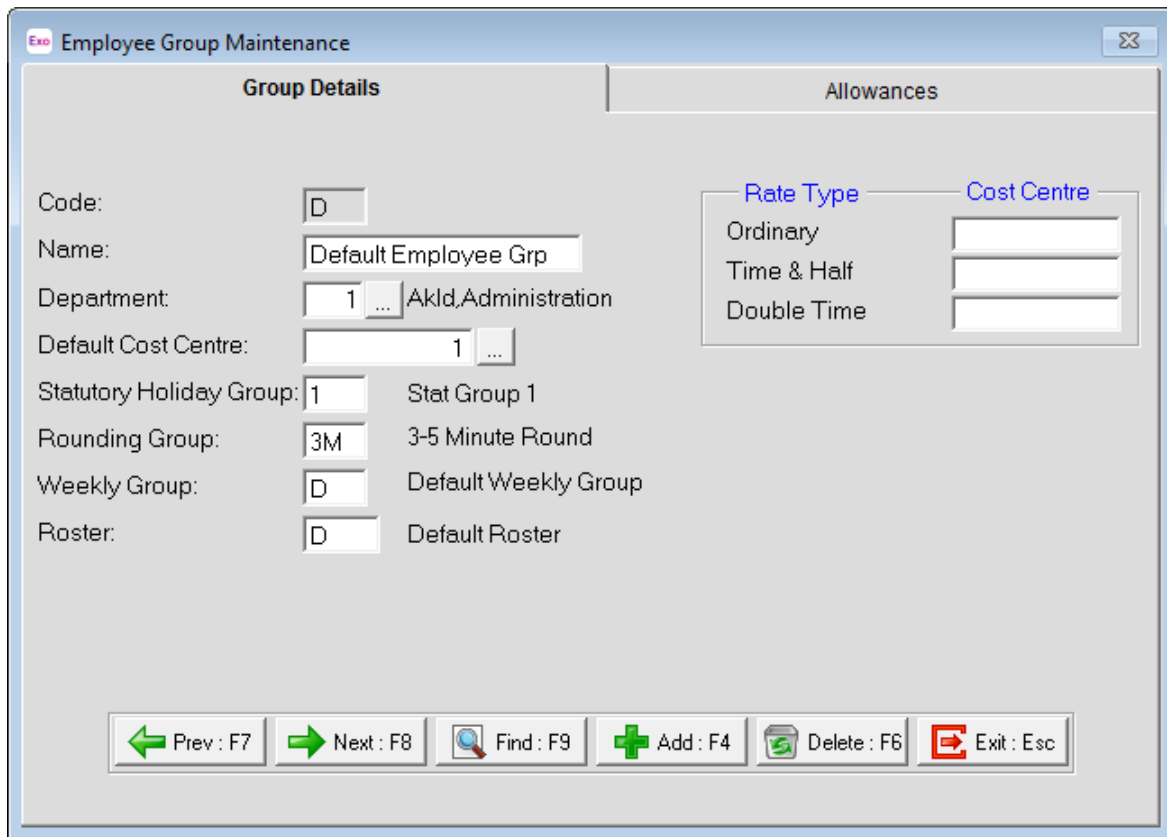 Exo Employee Group Maintenance
Group Details Allowances
Code: D
Name: Default Employee Grp
Department: 1 ... Akld,Administration
Default Cost Centre: 1 ...
Statutory Holiday Group: 1 Stat Group 1
Rounding Group: 3M 3-5 Minute Round
Weekly Group: D Default Weekly Group
Roster: D Default Roster
Rate Type Cost Centre
Ordinary
Time & Half
Double Time
Prev : F7 Next : F8 Find : F9 Add : F4 Delete : F6 Exit : Esc